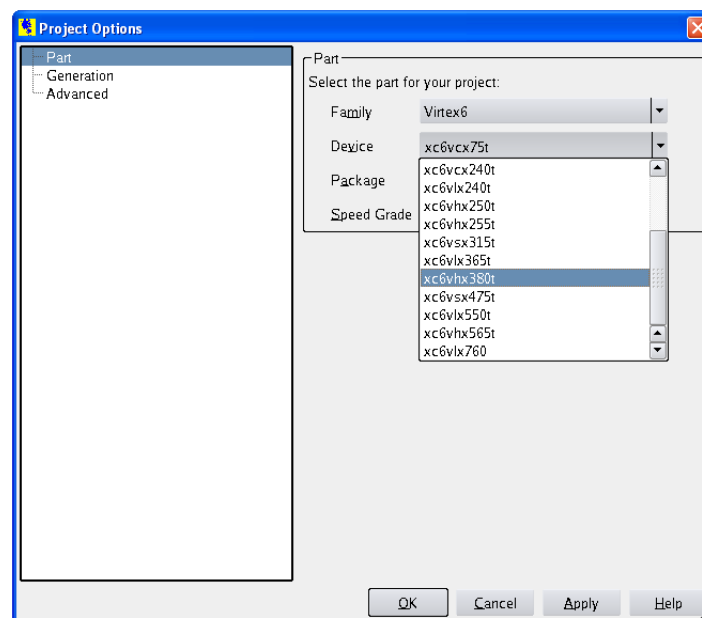 Project Options
Part
Generation
Advanced
Part
Select the part for your project:
Family Virtex6
Device xc6vcx75t
Package
Speed Grade
xc6vcx240t
xc6vlx240t
xc6vhx250t
xc6vhx255t
xc6vsx315t
xc6vlx365t
xc6vhx380t
xc6vsx475t
xc6vlx550t
xc6vhx565t
xc6vlx760
OK Cancel Apply Help